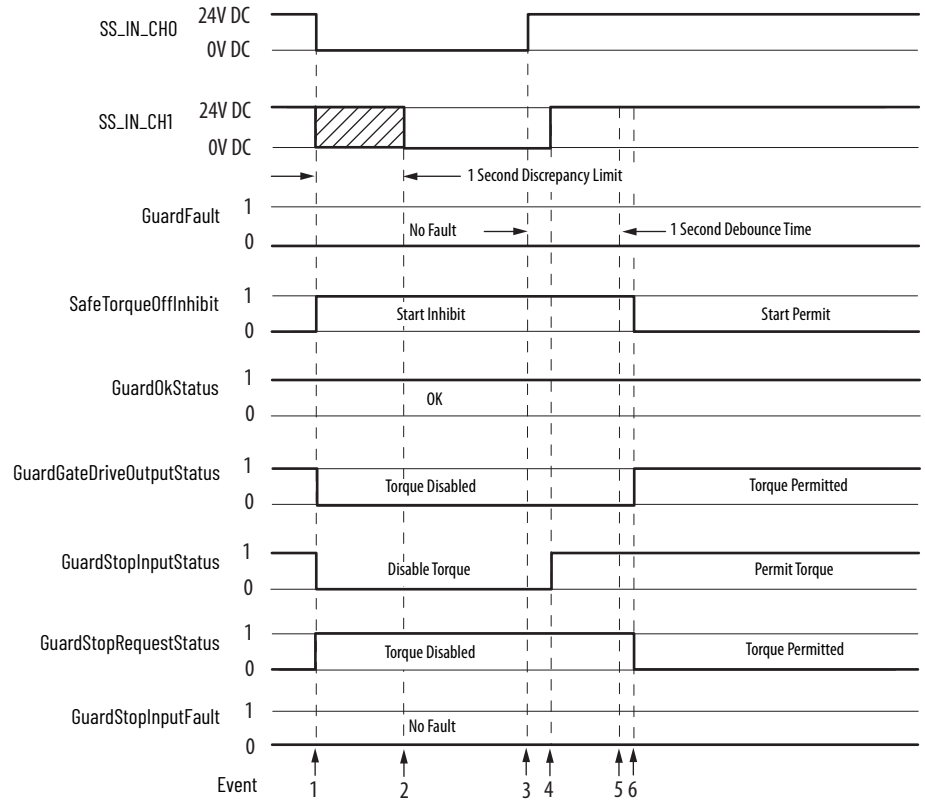 24V DC
SS_IN_CH0
0V DC
24V DC
SS_IN_CH1
0V DC
1 Second Discrepancy Limit
1
GuardFault
No Fault
1 Second Debounce Time
0
1
SafeTorqueOffInhibit
Start Inhibit
Start Permit
0
1
GuardOkStatus
OK
0
1
GuardGateDriveOutputStatus
Torque Disabled
Torque Permitted
0
1
GuardStopInputStatus
Disable Torque
Permit Torque
0
1
GuardStopRequestStatus
Torque Disabled
Torque Permitted
0
1
GuardStopInputFault
No Fault
0
Event 1 2 3 4 5 6